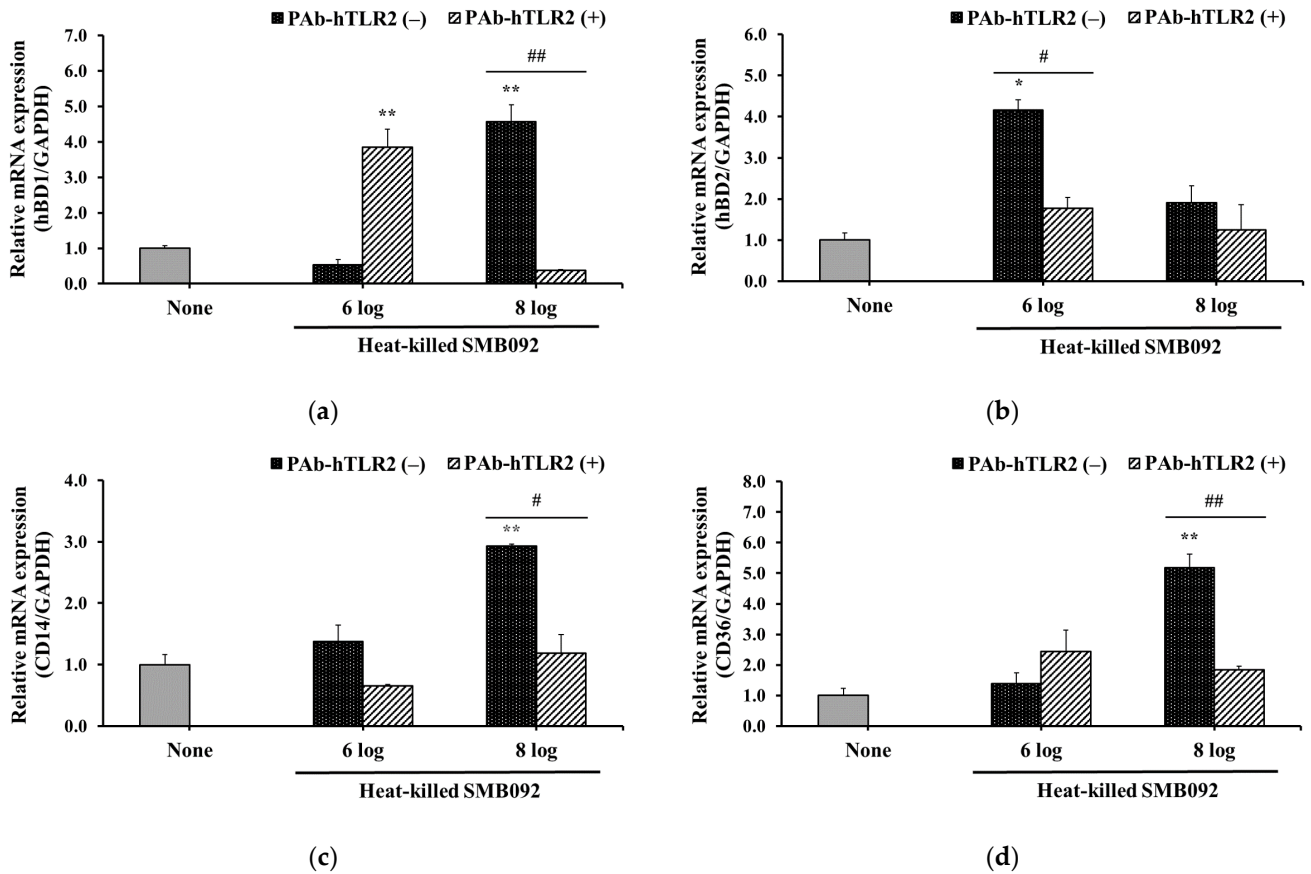 PAb-hTLR2 (–) PAb-hTLR2 (+)
Relative mRNA expression
(hBD1/GAPDH)
7.0
6.0
5.0
4.0
3.0
2.0
1.0
0.0
**
**
##
None 6 log 8 log
Heat-killed SMB092
(a)
PAb-hTLR2 (–) PAb-hTLR2 (+)
Relative mRNA expression
(hBD2/GAPDH)
6.0
5.0
4.0
3.0
2.0
1.0
0.0
#
*
None 6 log 8 log
Heat-killed SMB092
(b)
PAb-hTLR2 (–) PAb-hTLR2 (+)
Relative mRNA expression
(CD14/GAPDH)
4.0
3.0
2.0
1.0
0.0
#
**
None 6 log 8 log
Heat-killed SMB092
(c)
PAb-hTLR2 (–) PAb-hTLR2 (+)
Relative mRNA expression
(CD36/GAPDH)
8.0
7.0
6.0
5.0
4.0
3.0
2.0
1.0
0.0
##
**
None 6 log 8 log
Heat-killed SMB092
(d)